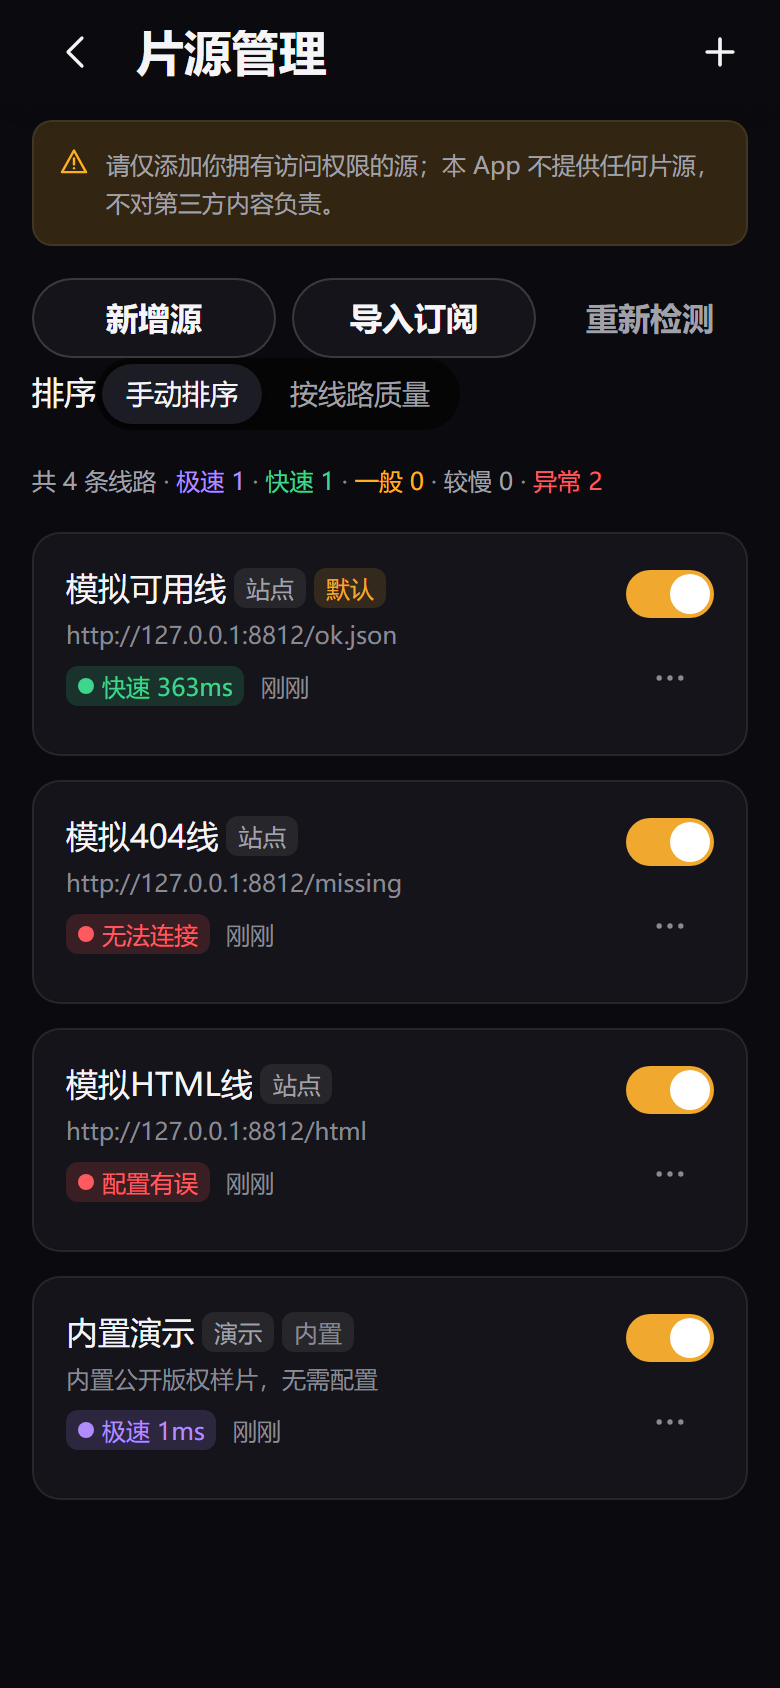 片源管理
请仅添加你拥有访问权限的源；本 App 不提供任何片源，
不对第三方内容负责。
新增源 导入订阅 重新检测
排序 手动排序 按线路质量
共 4 条线路 · 极速 1 · 快速 1 · 一般 0 · 较慢 0 · 异常 2
模拟可用线 站点 默认
http://127.0.0.1:8812/ok.json
快速 363ms 刚刚
模拟404线 站点
http://127.0.0.1:8812/missing
无法连接 刚刚
模拟HTML线 站点
http://127.0.0.1:8812/html
配置有误 刚刚
内置演示 演示 内置
内置公开版权样片，无需配置
极速 1ms 刚刚